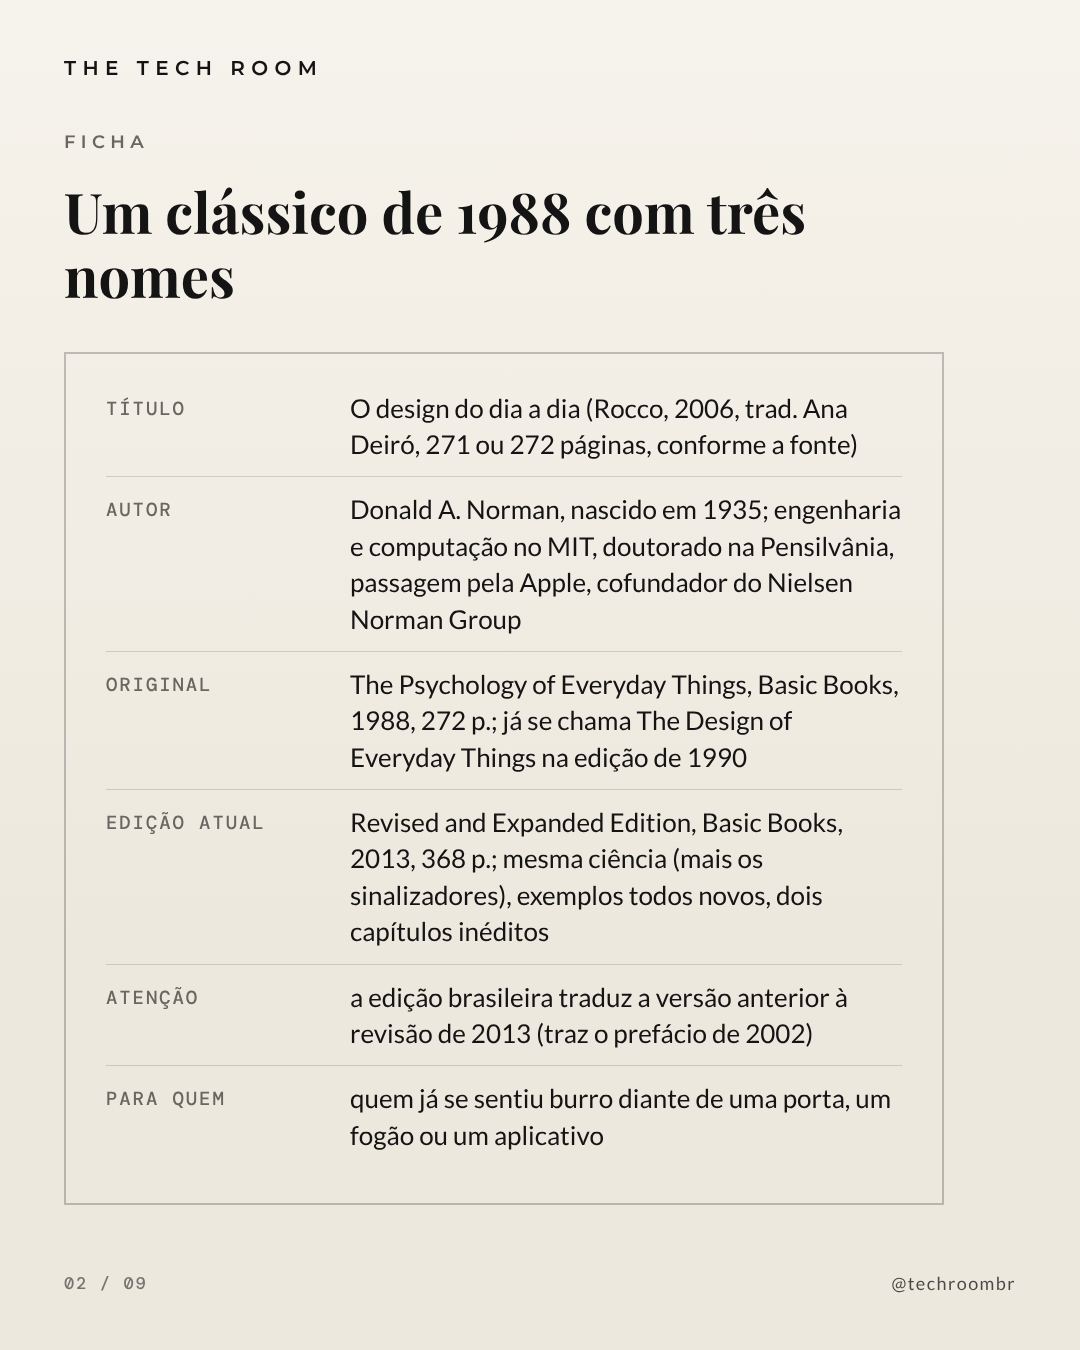 THE TECH ROOM
FICHA
Um clássico de 1988 com três
nomes
TÍTULO
O design do dia a dia (Rocco, 2006, trad. Ana
Deiró, 271 ou 272 páginas, conforme a fonte)
AUTOR
Donald A. Norman, nascido em 1935; engenharia
e computação no MIT, doutorado na Pensilvânia,
passagem pela Apple, cofundador do Nielsen
Norman Group
ORIGINAL
The Psychology of Everyday Things, Basic Books,
1988, 272 p.; já se chama The Design of
Everyday Things na edição de 1990
EDIÇÃO ATUAL
Revised and Expanded Edition, Basic Books,
2013, 368 p.; mesma ciência (mais os
sinalizadores), exemplos todos novos, dois
capítulos inéditos
ATENÇÃO
a edição brasileira traduz a versão anterior à
revisão de 2013 (traz o prefácio de 2002)
PARA QUEM
quem já se sentiu burro diante de uma porta, um
fogão ou um aplicativo
02 / 09
@techroombr